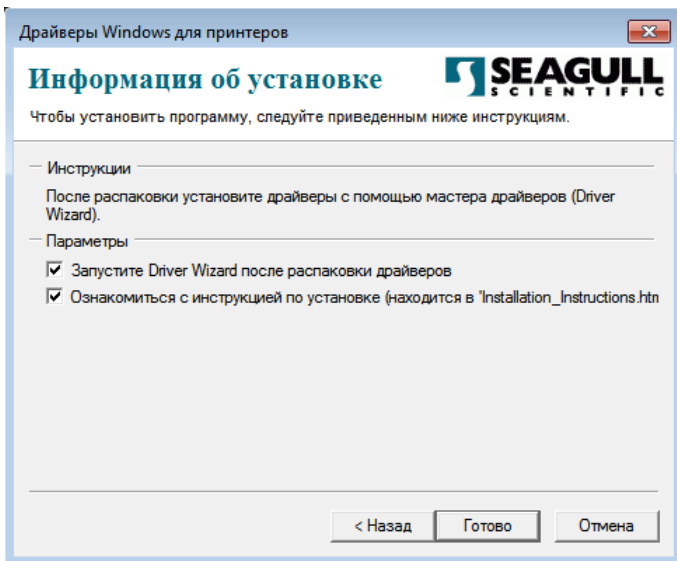 Драйверы Windows для принтеров
Информация об установке
SEAGULL
SCIENTIFIC
Чтобы установить программу, следуйте приведенным ниже инструкциям.
Инструкции
После распаковки установите драйверы с помощью мастера драйверов (Driver
Wizard).
Параметры
Запустите Driver Wizard после распаковки драйверов
Ознакомиться с инструкцией по установке (находится в 'Installation_Instructions.htn
< Назад
Готово
Отмена